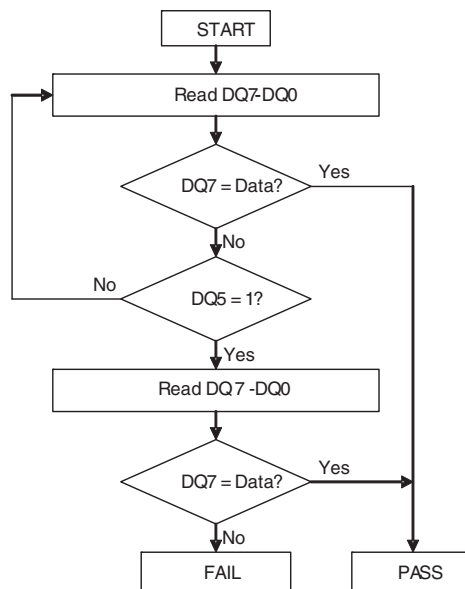 START
Read DQ7-DQ0
DQ7 = Data?
Yes
No
No
DQ5 = 1?
Yes
Read DQ 7 -DQ0
DQ7 = Data?
Yes
No
FAIL
PASS